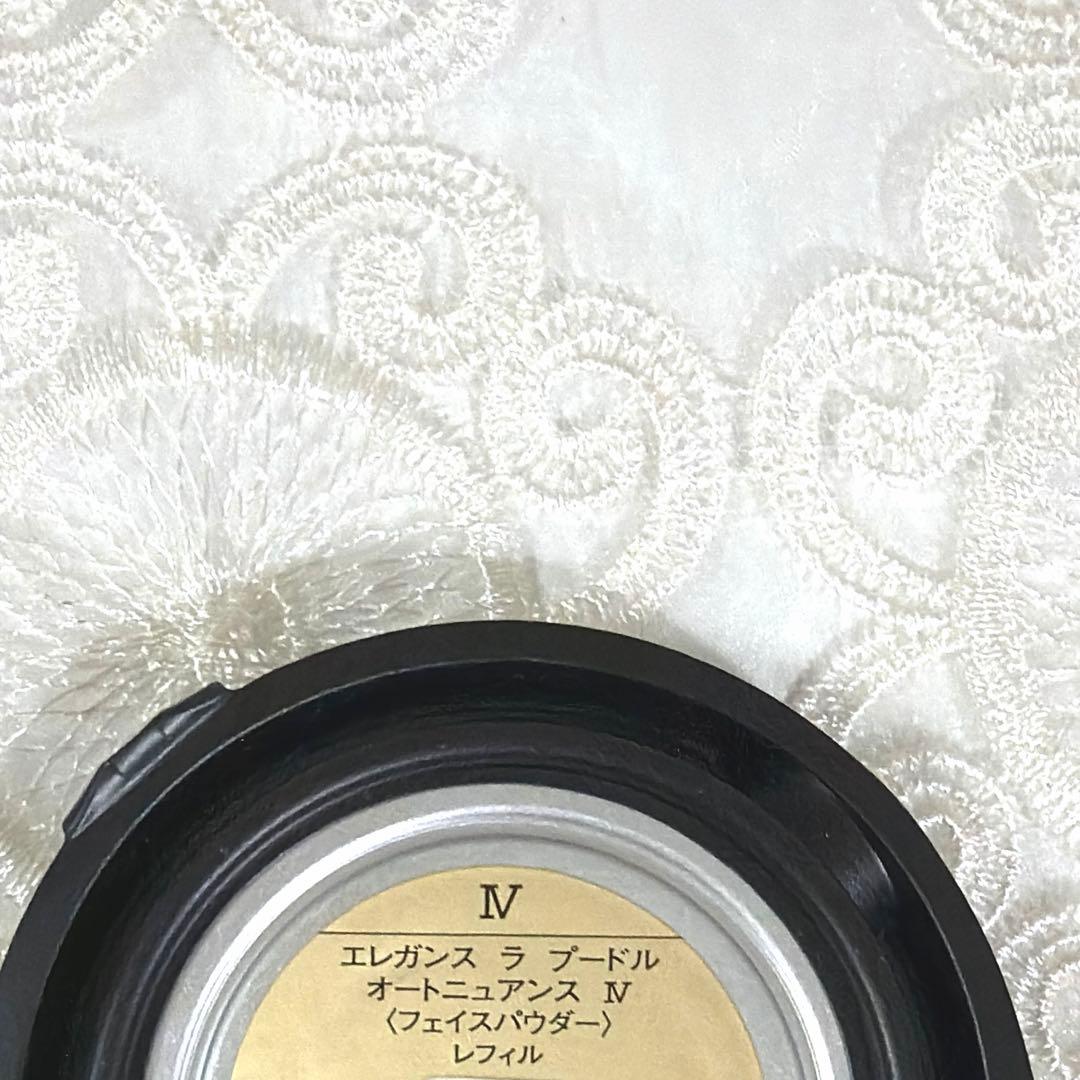 Ⅳ
エレガンス ラ プードル
オートニュアンス Ⅳ
〈フェイスパウダー〉
レフィル